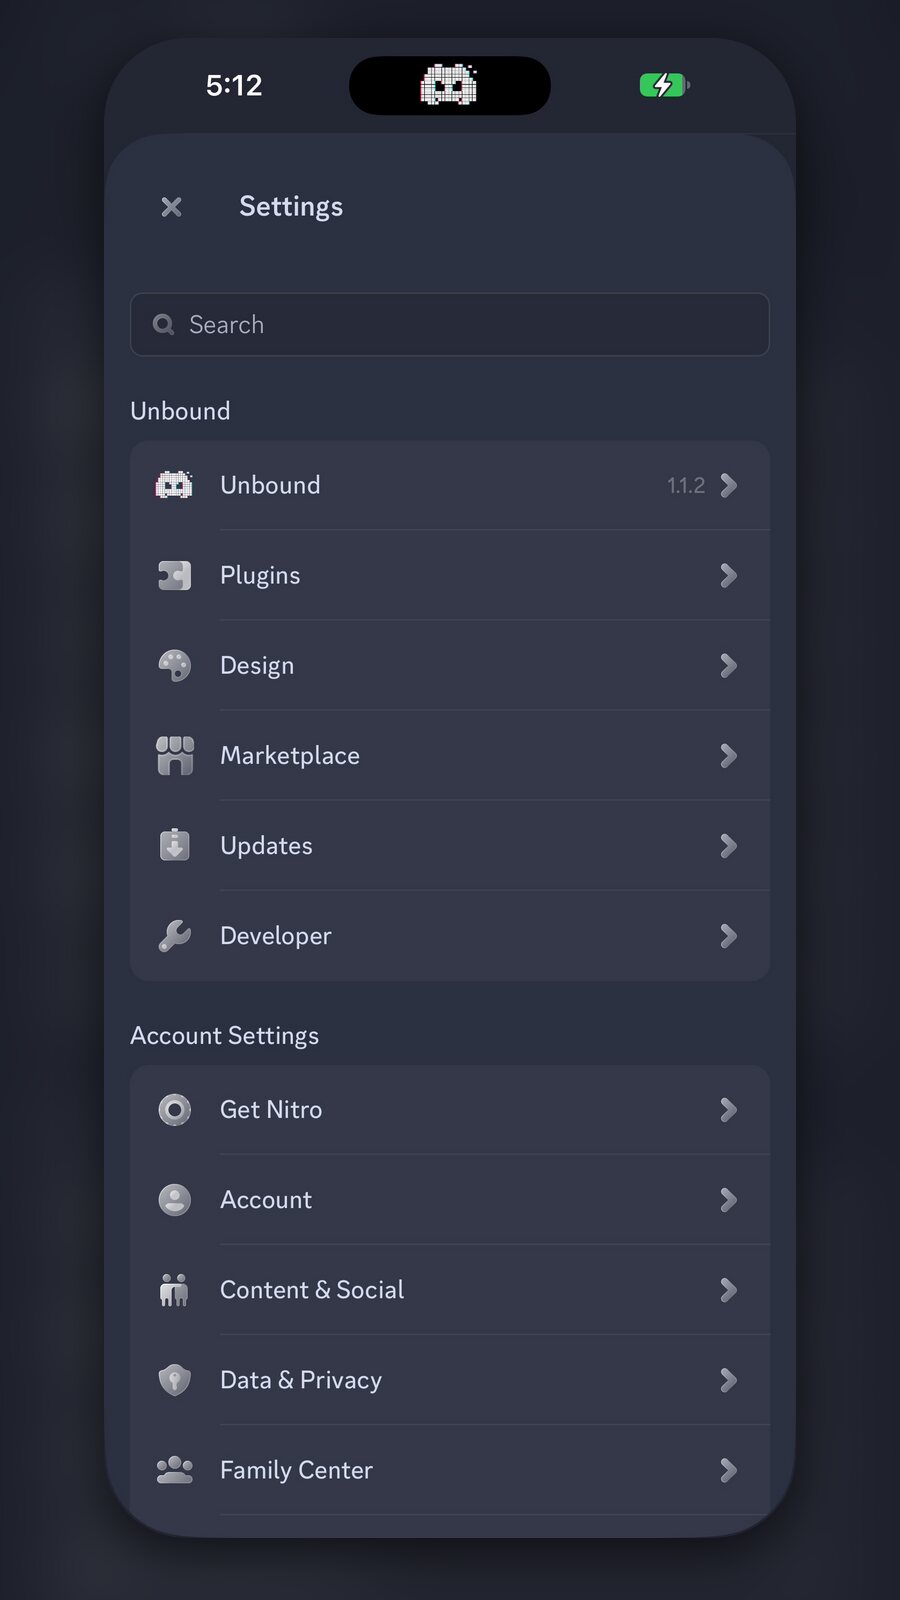 5:12
Settings
Search
Unbound
Unbound 1.1.2
Plugins
Design
Marketplace
Updates
Developer
Account Settings
Get Nitro
Account
Content & Social
Data & Privacy
Family Center